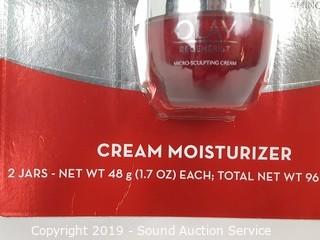 AMINO
OLAY
REGENERIST
MICRO-SCULPTING CREAM
CREAM MOISTURIZER
2 JARS - NET WT 48 g (1.7 OZ) EACH; TOTAL NET WT 96
Copyright 2019 - Sound Auction Service